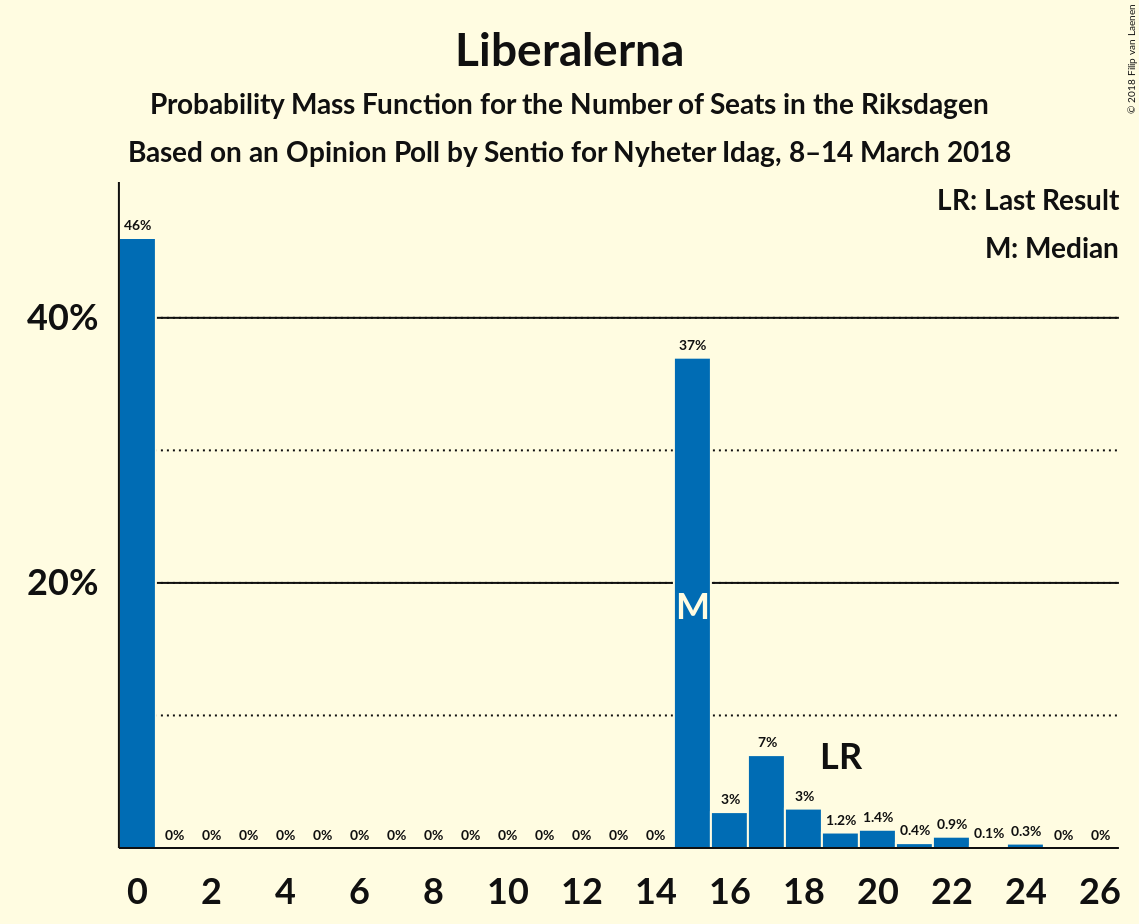 © 2018 Filip van Laenen
Liberalerna
Probability Mass Function for the Number of Seats in the Riksdagen
Based on an Opinion Poll by Sentio for Nyheter Idag, 8–14 March 2018
LR: Last Result
M: Median
46%
40%
37%
20%
M
LR
7%
3% 3%
1.2% 1.4% 0.4% 0.9% 0.1% 0.3%
0% 0% 0% 0% 0% 0% 0% 0% 0% 0% 0% 0% 0% 0% 0% 0%
0 2 4 6 8 10 12 14 16 18 20 22 24 26